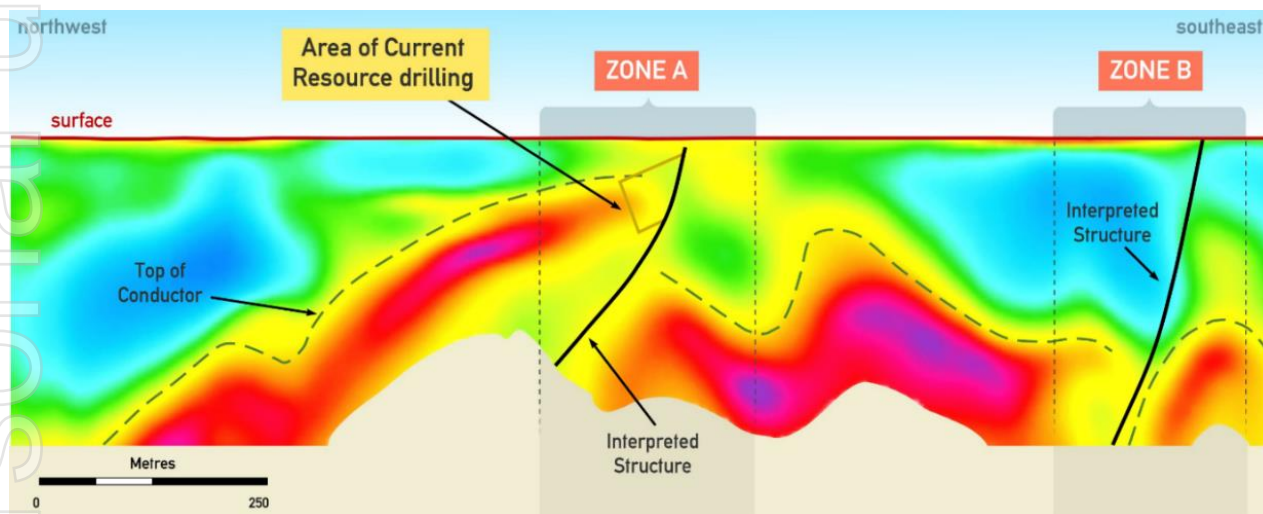 northwest
southeast
Area of Current
Resource drilling
ZONE A
ZONE B
surface
Interpreted
Structure
Top of
Conductor
Interpreted
Structure
Metres
0
250